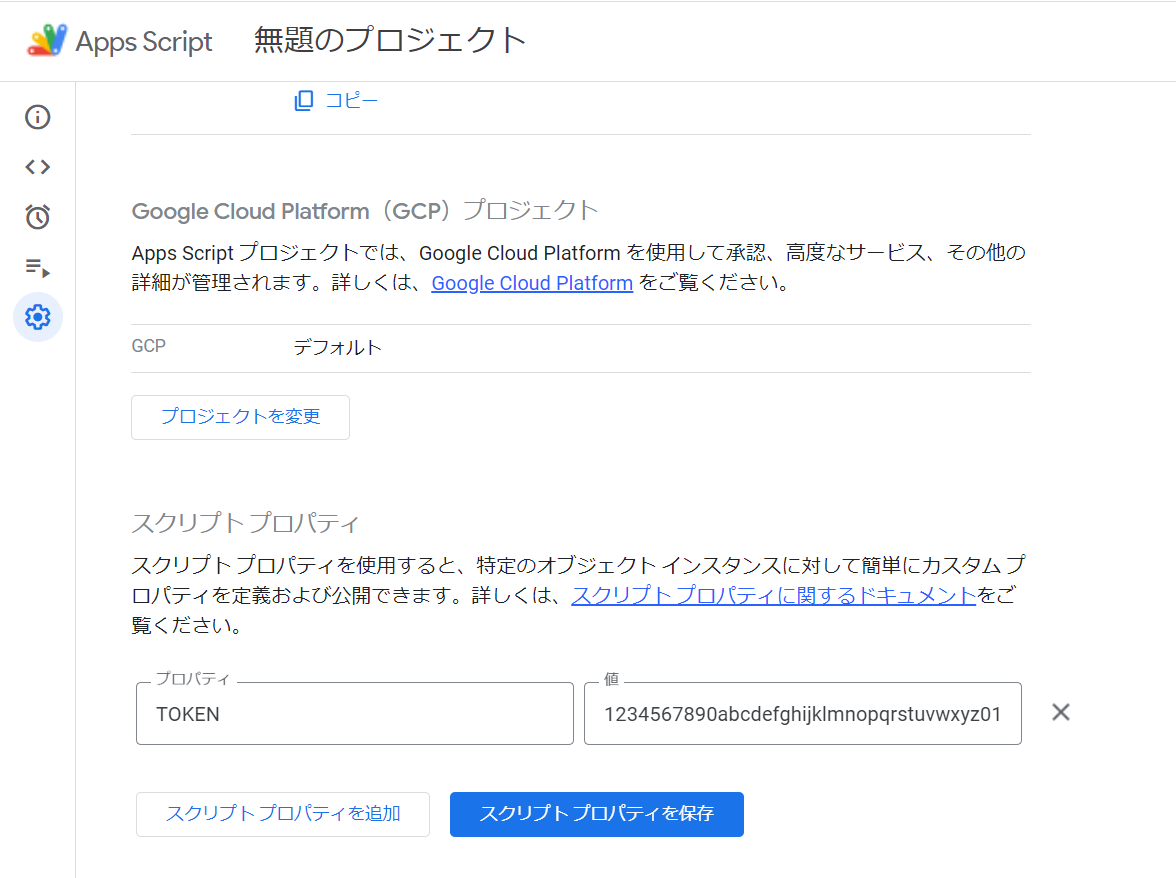 Apps Script 無題のプロジェクト
コピー
Google Cloud Platform（GCP）プロジェクト
Apps Script プロジェクトでは、Google Cloud Platform を使用して承認、高度なサービス、その他の
詳細が管理されます。詳しくは、Google Cloud Platform をご覧ください。
GCP デフォルト
プロジェクトを変更
スクリプト プロパティ
スクリプト プロパティを使用すると、特定のオブジェクト インスタンスに対して簡単にカスタム プ
ロパティを定義および公開できます。詳しくは、スクリプト プロパティに関するドキュメントをご
覧ください。
プロパティ 値
TOKEN 1234567890abcdefghijklmnopqrstuvwxyz01
スクリプト プロパティを追加 スクリプト プロパティを保存